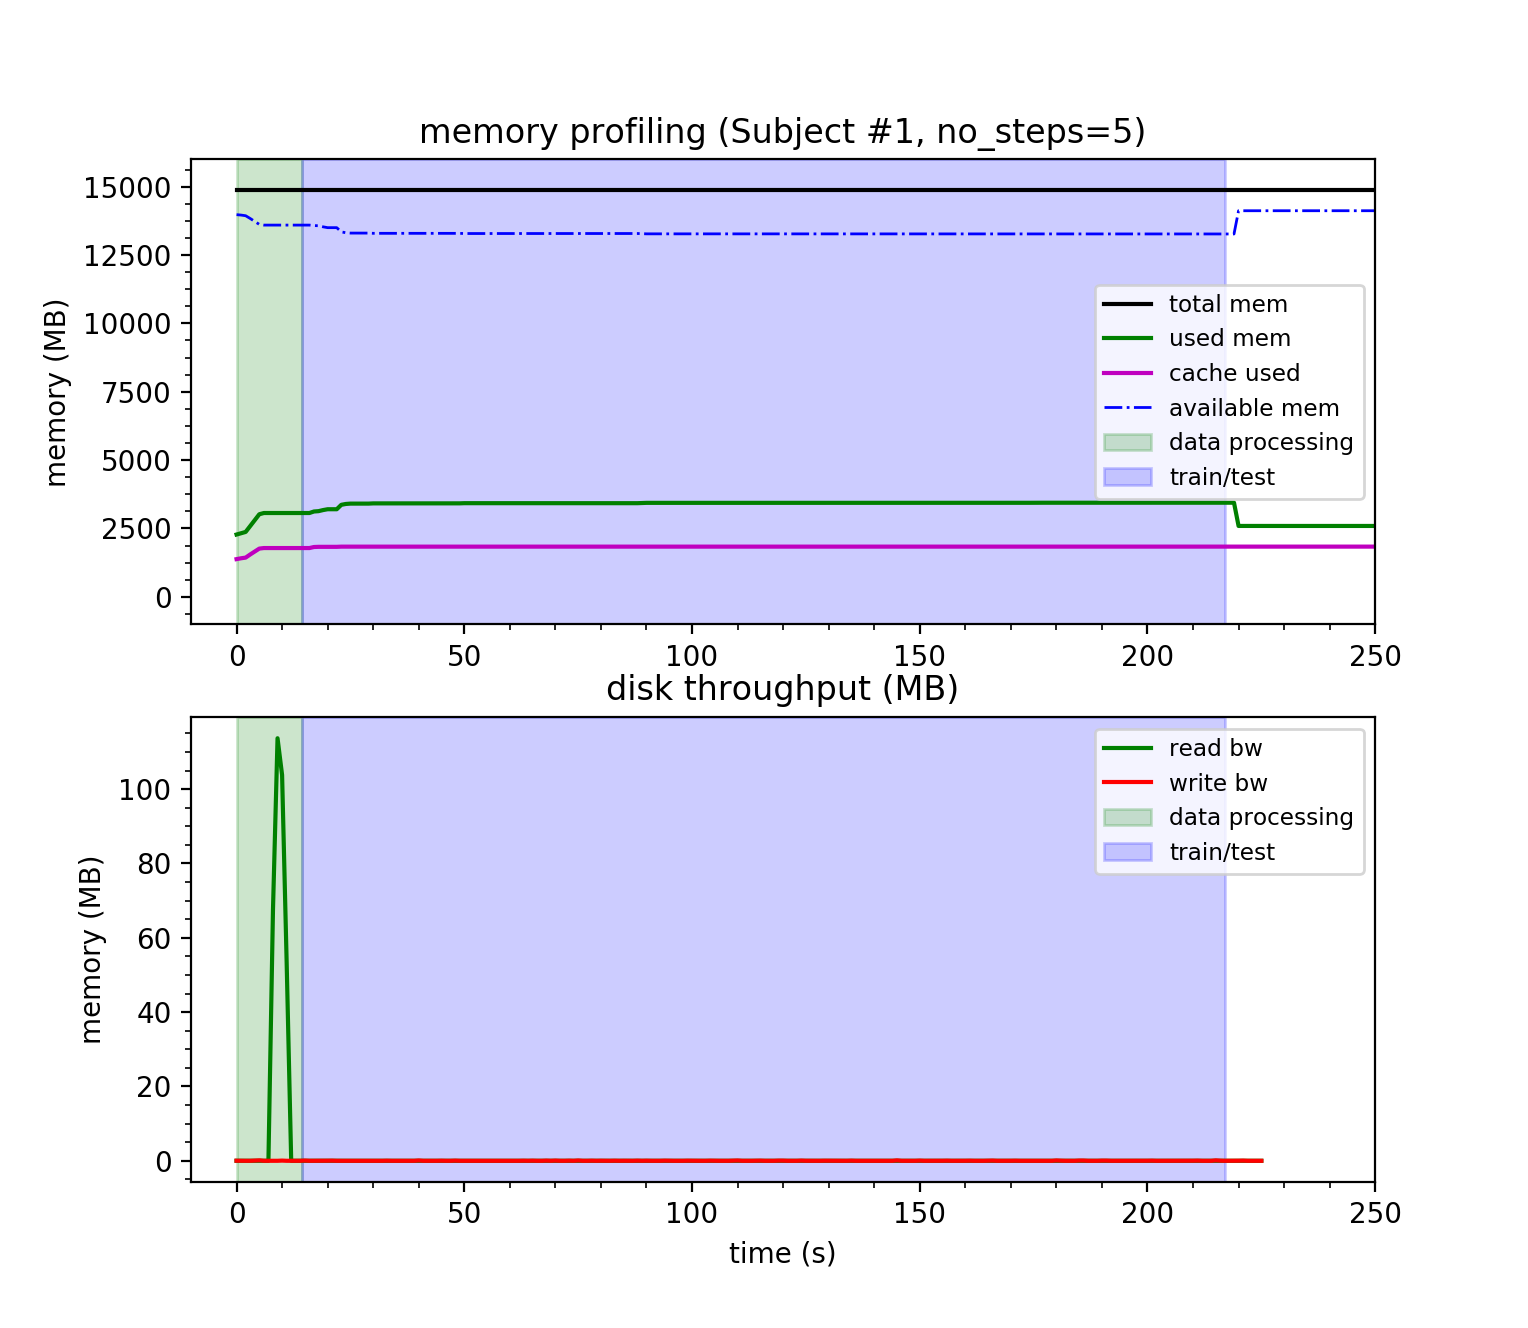 memory profiling (Subject #1, no_steps=5)
memory (MB)
15000
12500
10000
7500
5000
2500
0
total mem
used mem
cache used
available mem
data processing
train/test
0 50 100 150 200 250
disk throughput (MB)
memory (MB)
100
80
60
40
20
0
read bw
write bw
data processing
train/test
0 50 100 150 200 250
time (s)